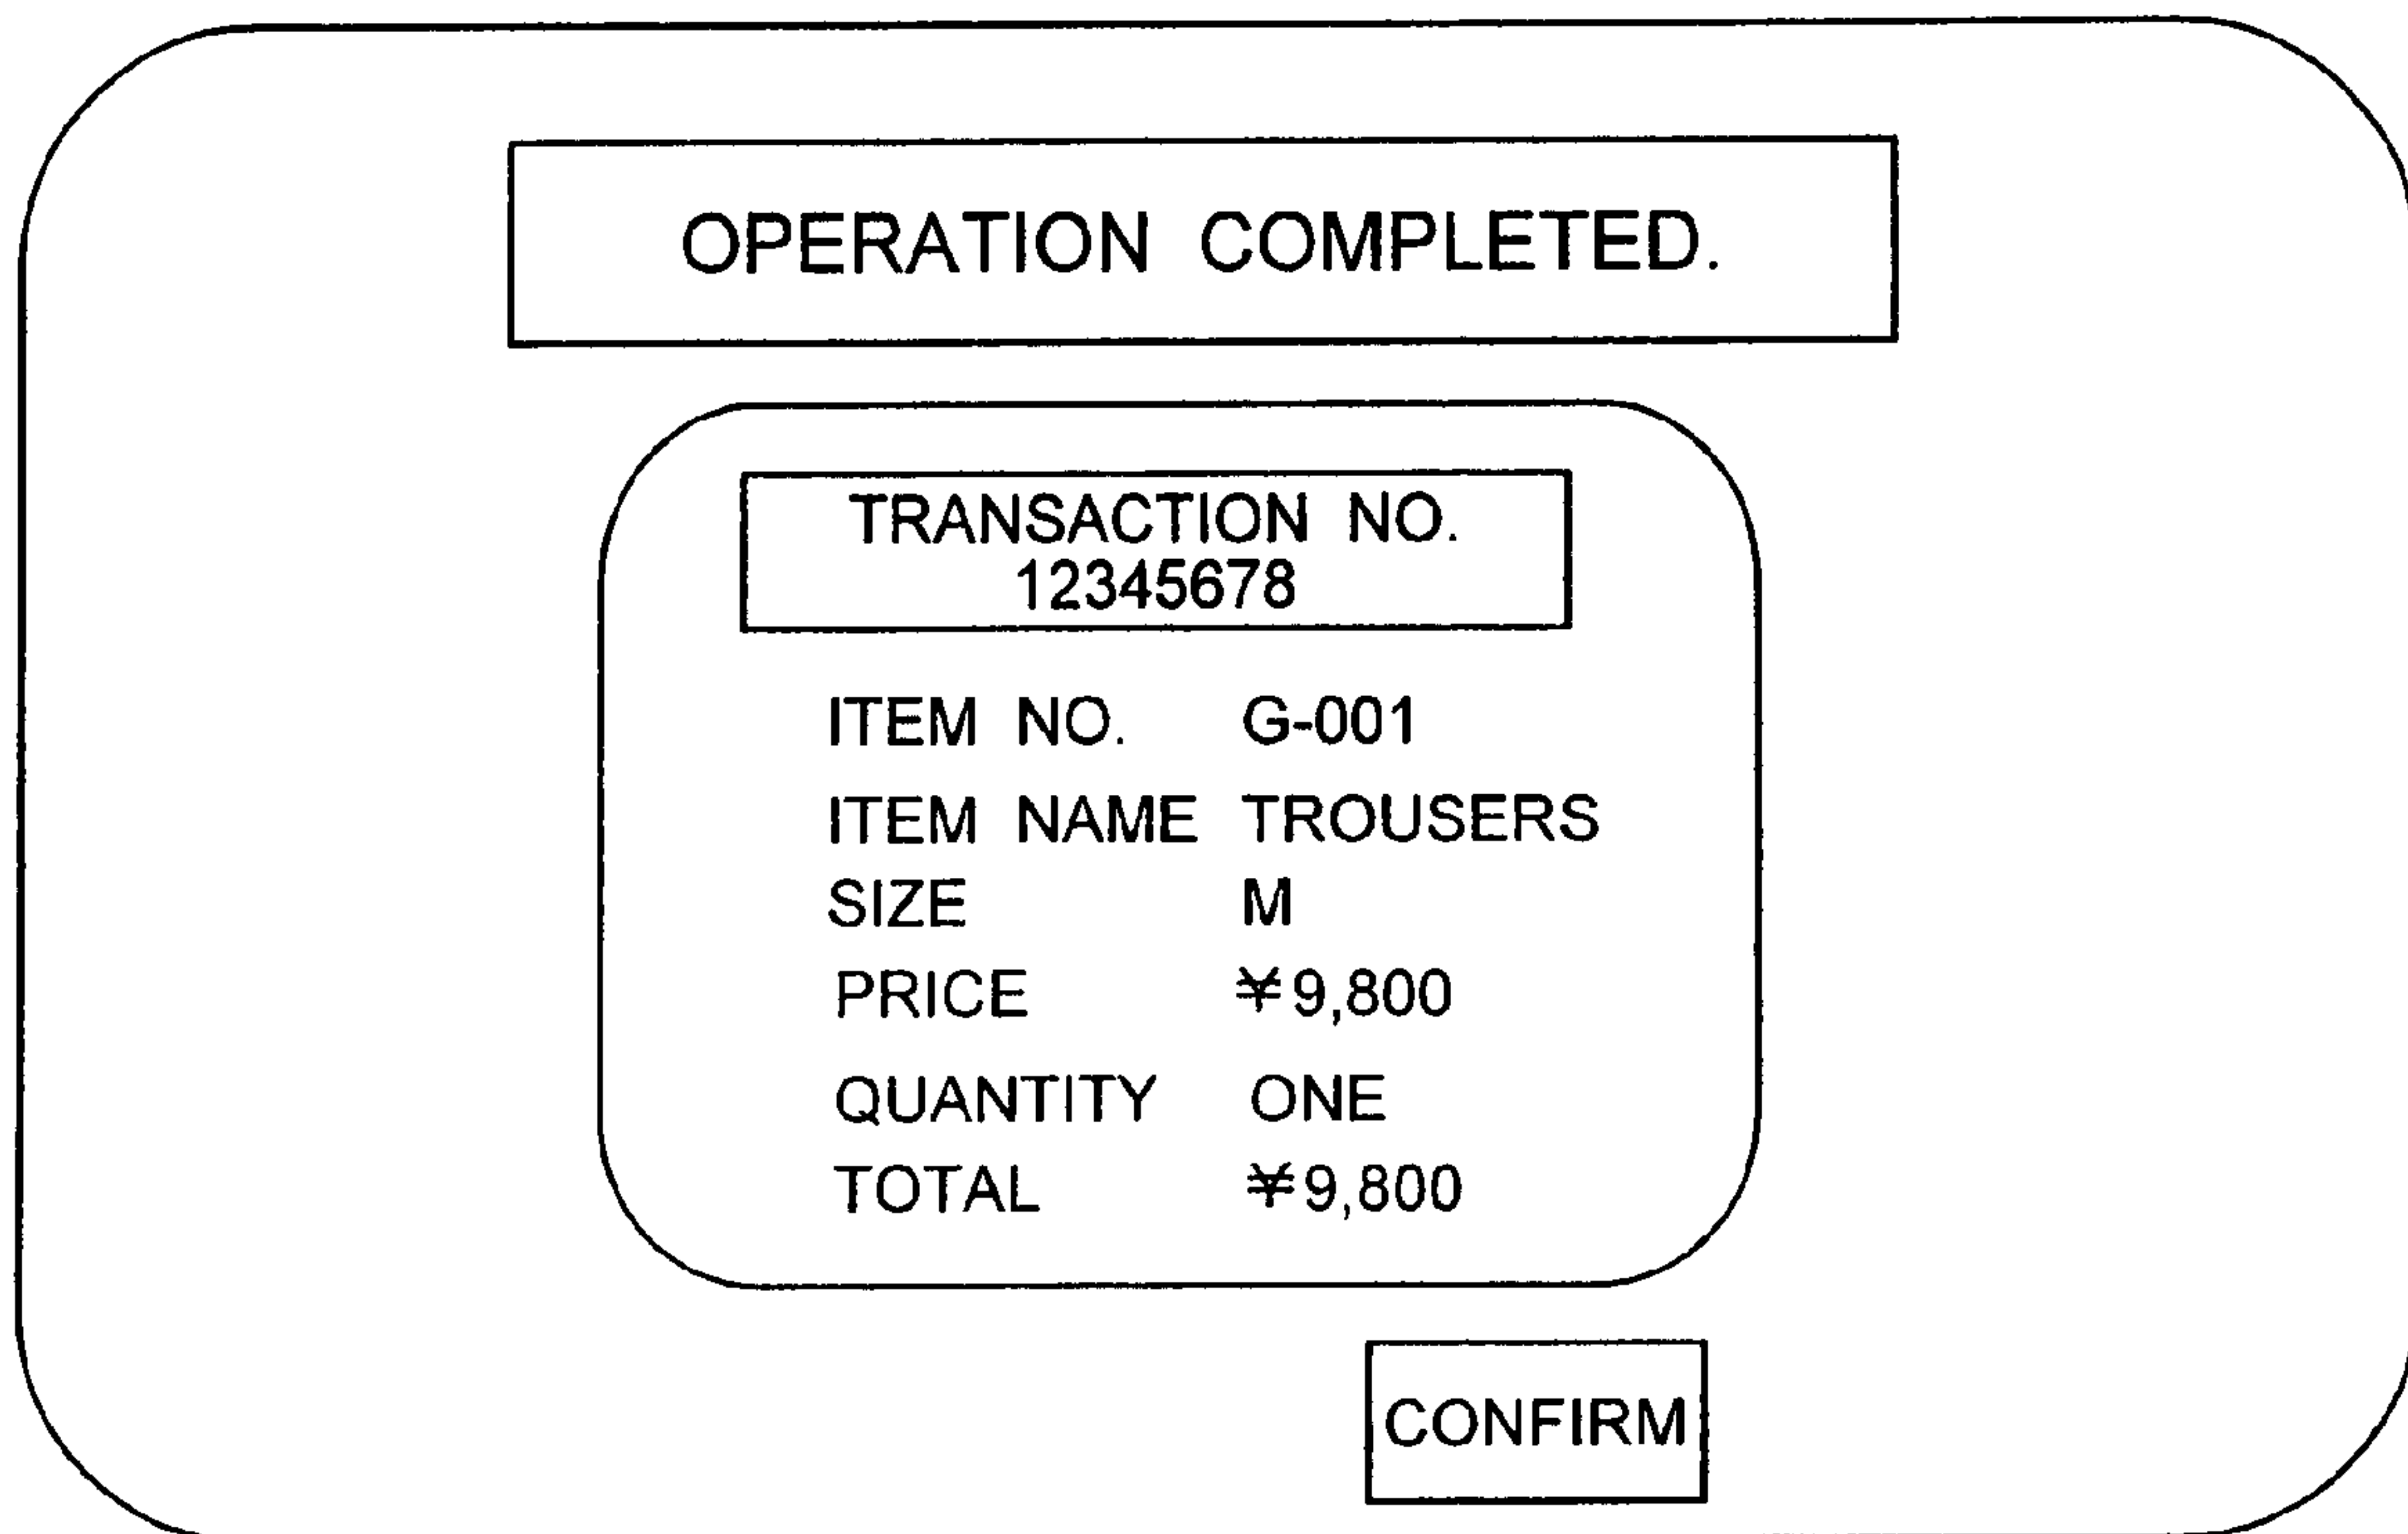 OPERATION COMPLETED.
TRANSACTION NO.
12345678
ITEM NO. G-001
ITEM NAME TROUSERS
SIZE M
PRICE ¥9,800
QUANTITY ONE
TOTAL ¥9,800
CONFIRM